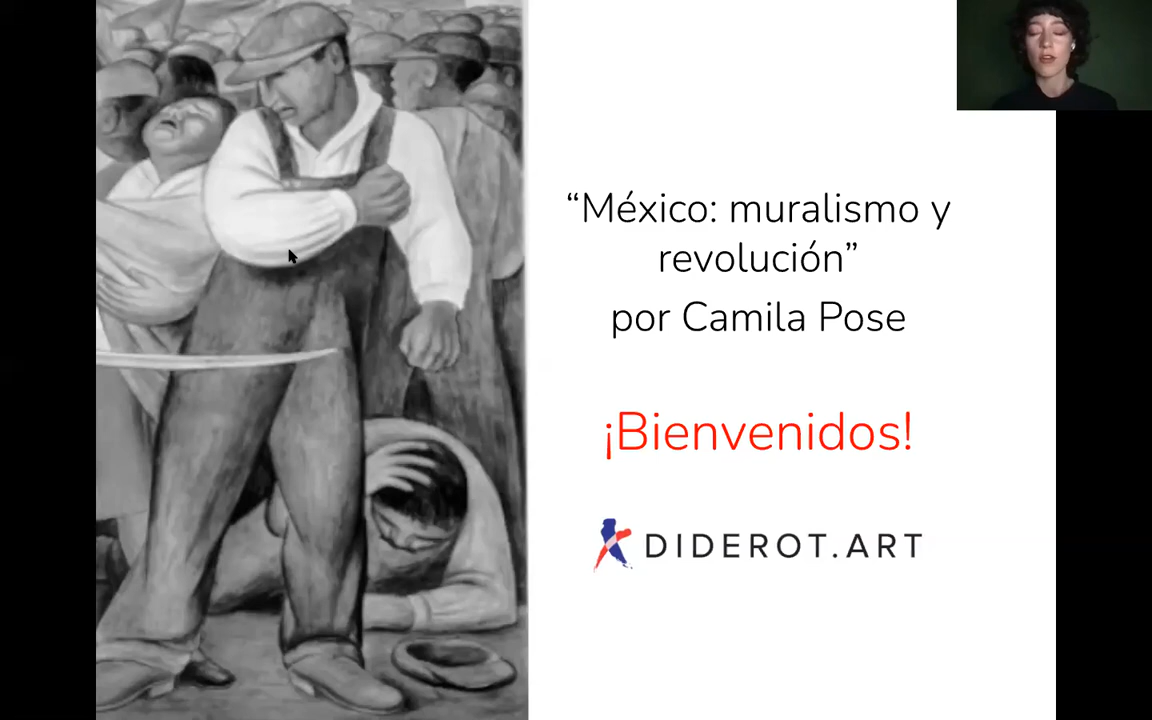 “México: muralismo y
revolución”
por Camila Pose
¡Bienvenidos!
DIDEROT.ART